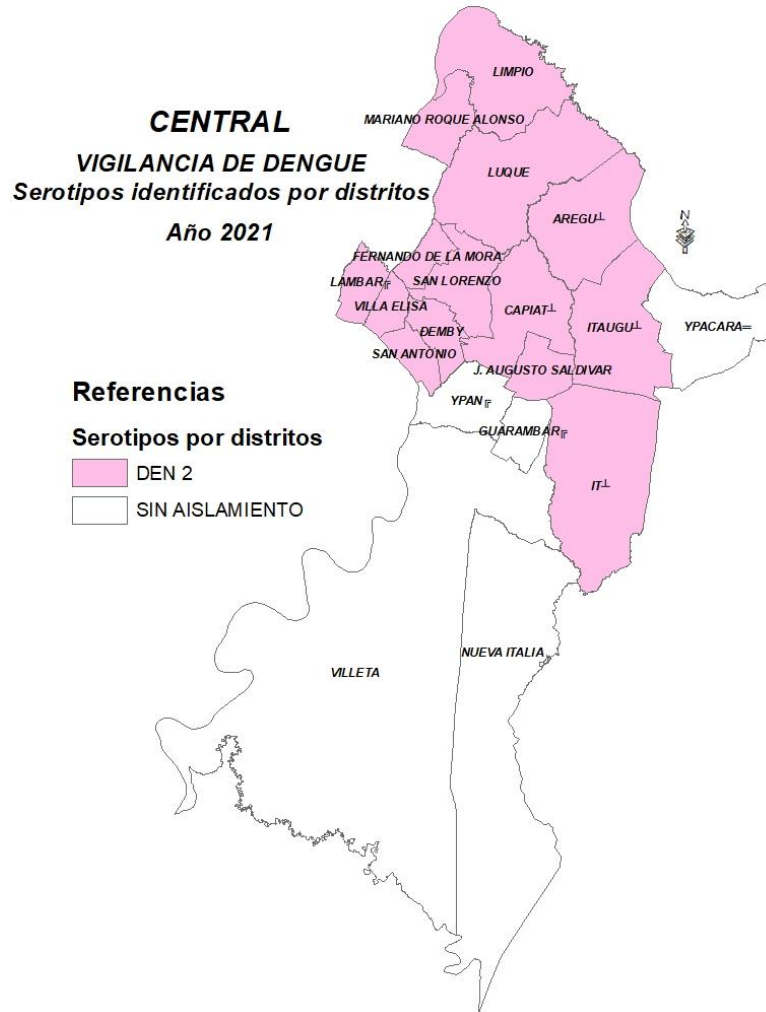 CENTRAL
VIGILANCIA DE DENGUE
Serotipos identificados por distritos
Año 2021
N
LIMPIO
MARIANO ROQUE ALONSO
LUQUE
AREGU┴
FERNANDO DE LA MORA
LAMBAR╔
SAN LORENZO
VILLA ELISA
CAPIAT┴
ITAUGU┴
YPACARA═
ÐEMBY
SAN ANTONIO
J. AUGUSTO SALDIVAR
YPAN╔
GUARAMBAR╔
IT┴
NUEVA ITALIA
VILLETA
Referencias
Serotipos por distritos
DEN 2
SIN AISLAMIENTO